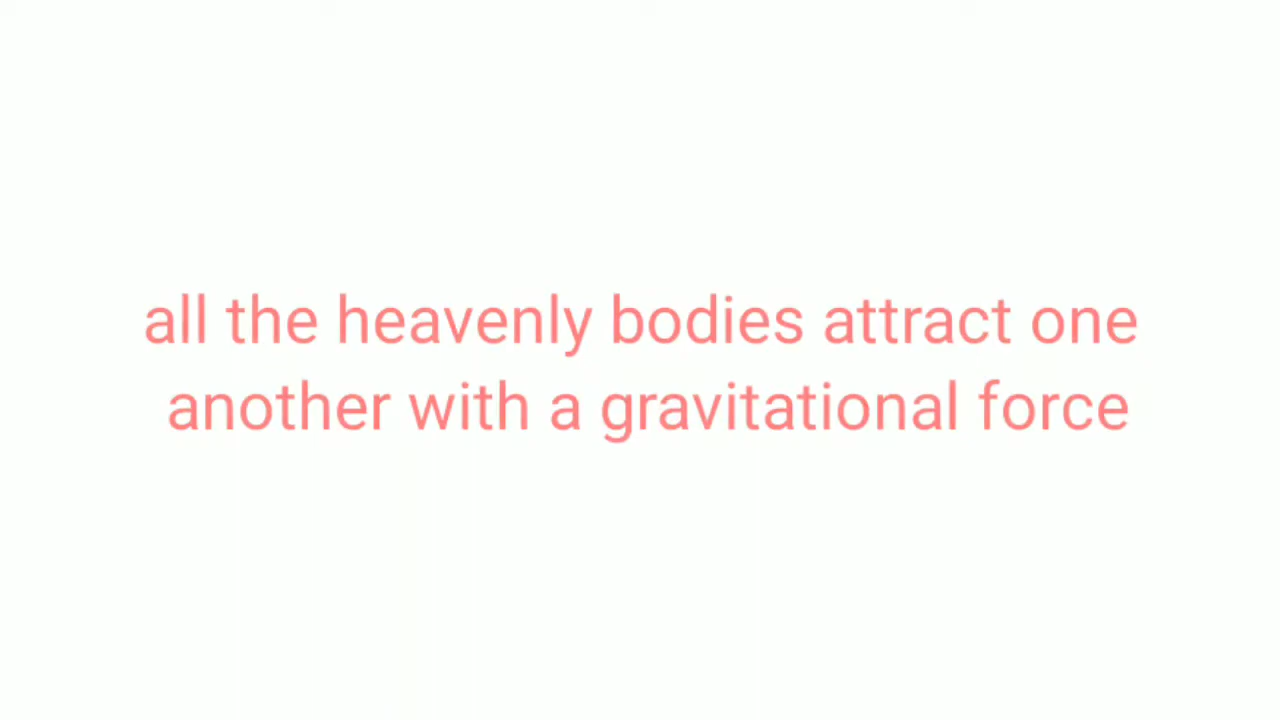 all the heavenly bodies attract one
another with a gravitational force